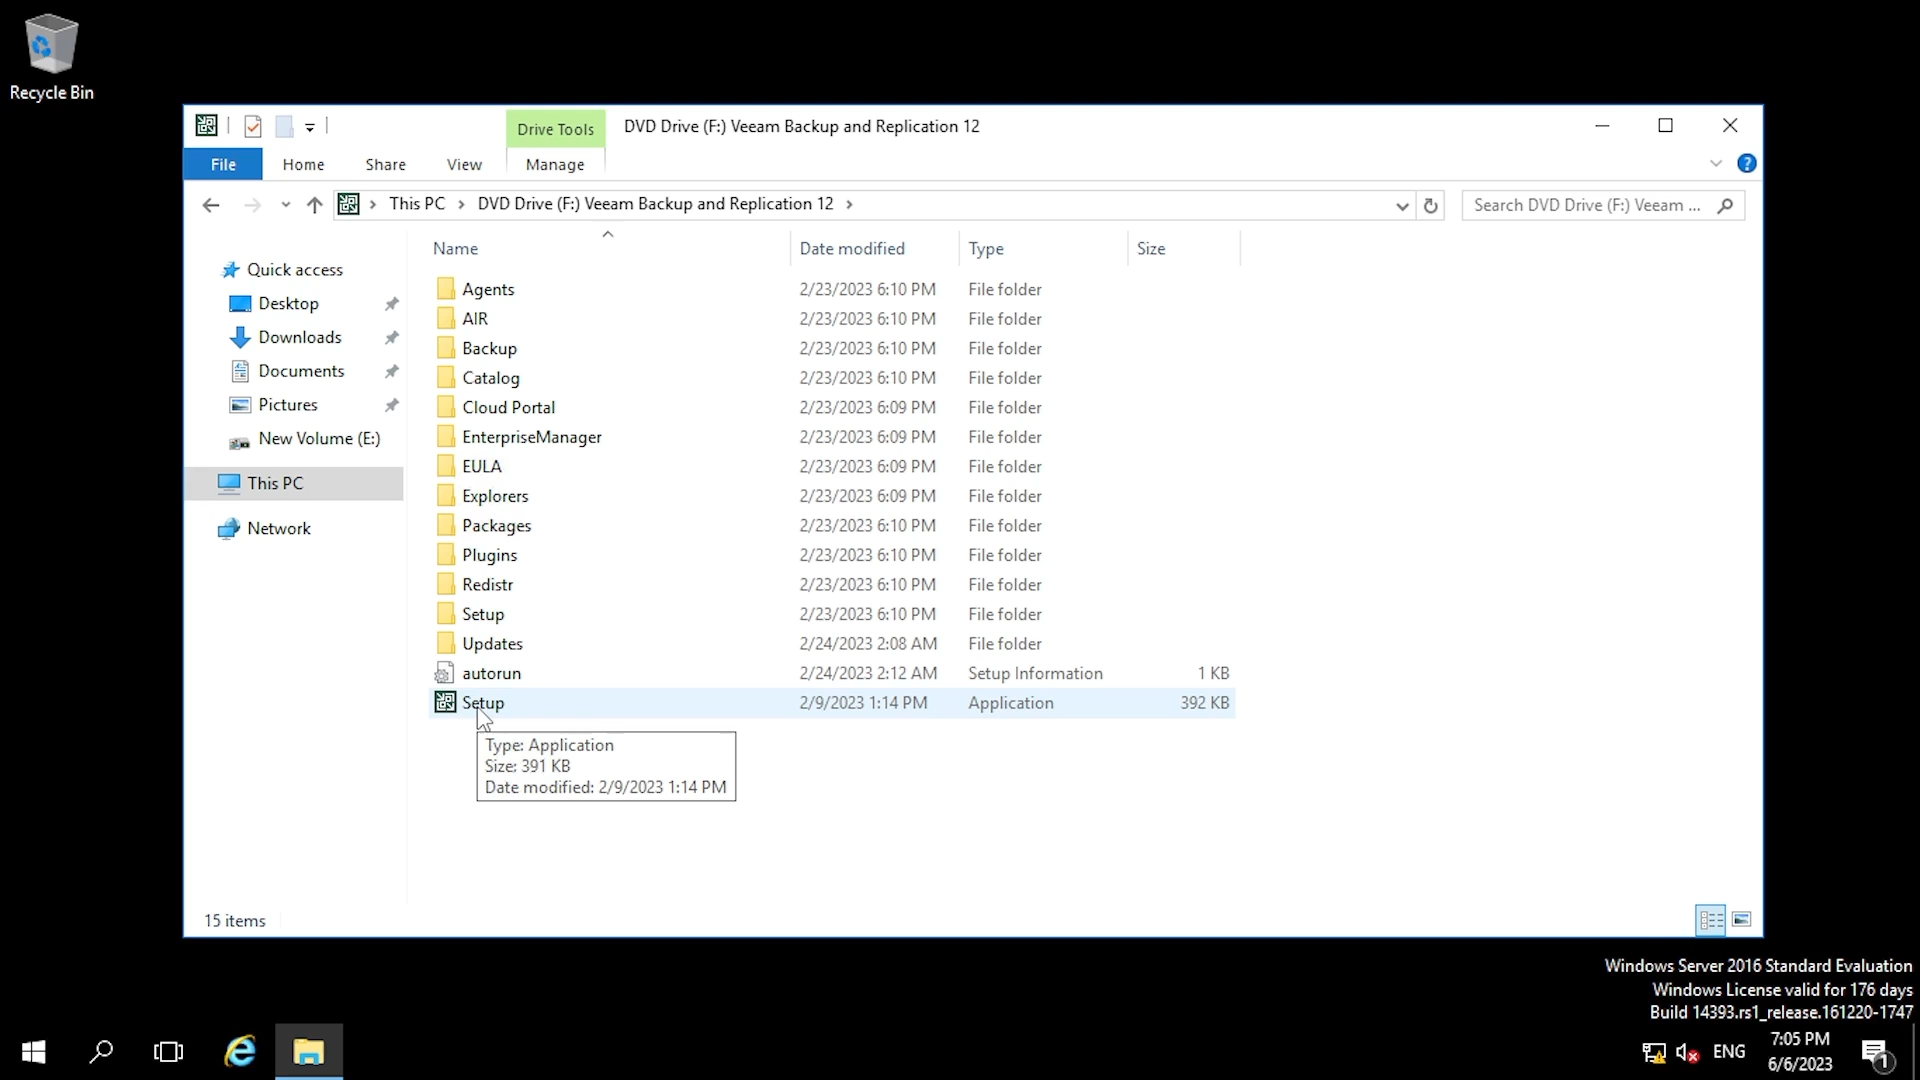 Recycle Bin
Drive Tools
DVD Drive (F:) Veeam Backup and Replication 12
File Home Share View Manage
This PC DVD Drive (F:) Veeam Backup and Replication 12
Search DVD Drive (F:) Veeam ...
Name Date modified Type Size
Quick access
Desktop
Downloads
Documents
Pictures
New Volume (E:)
This PC
Network
Agents 2/23/2023 6:10 PM File folder
AIR 2/23/2023 6:10 PM File folder
Backup 2/23/2023 6:10 PM File folder
Catalog 2/23/2023 6:10 PM File folder
Cloud Portal 2/23/2023 6:09 PM File folder
EnterpriseManager 2/23/2023 6:09 PM File folder
EULA 2/23/2023 6:09 PM File folder
Explorers 2/23/2023 6:09 PM File folder
Packages 2/23/2023 6:10 PM File folder
Plugins 2/23/2023 6:10 PM File folder
Redistr 2/23/2023 6:10 PM File folder
Setup 2/23/2023 6:10 PM File folder
Updates 2/24/2023 2:08 AM File folder
autorun 2/24/2023 2:12 AM Setup Information 1 KB
Setup 2/9/2023 1:14 PM Application 392 KB
Type: Application
Size: 391 KB
Date modified: 2/9/2023 1:14 PM
15 items
Windows Server 2016 Standard Evaluation
Windows License valid for 176 days
Build 14393.rs1_release.161220-1747
ENG
7:05 PM
6/6/2023
1